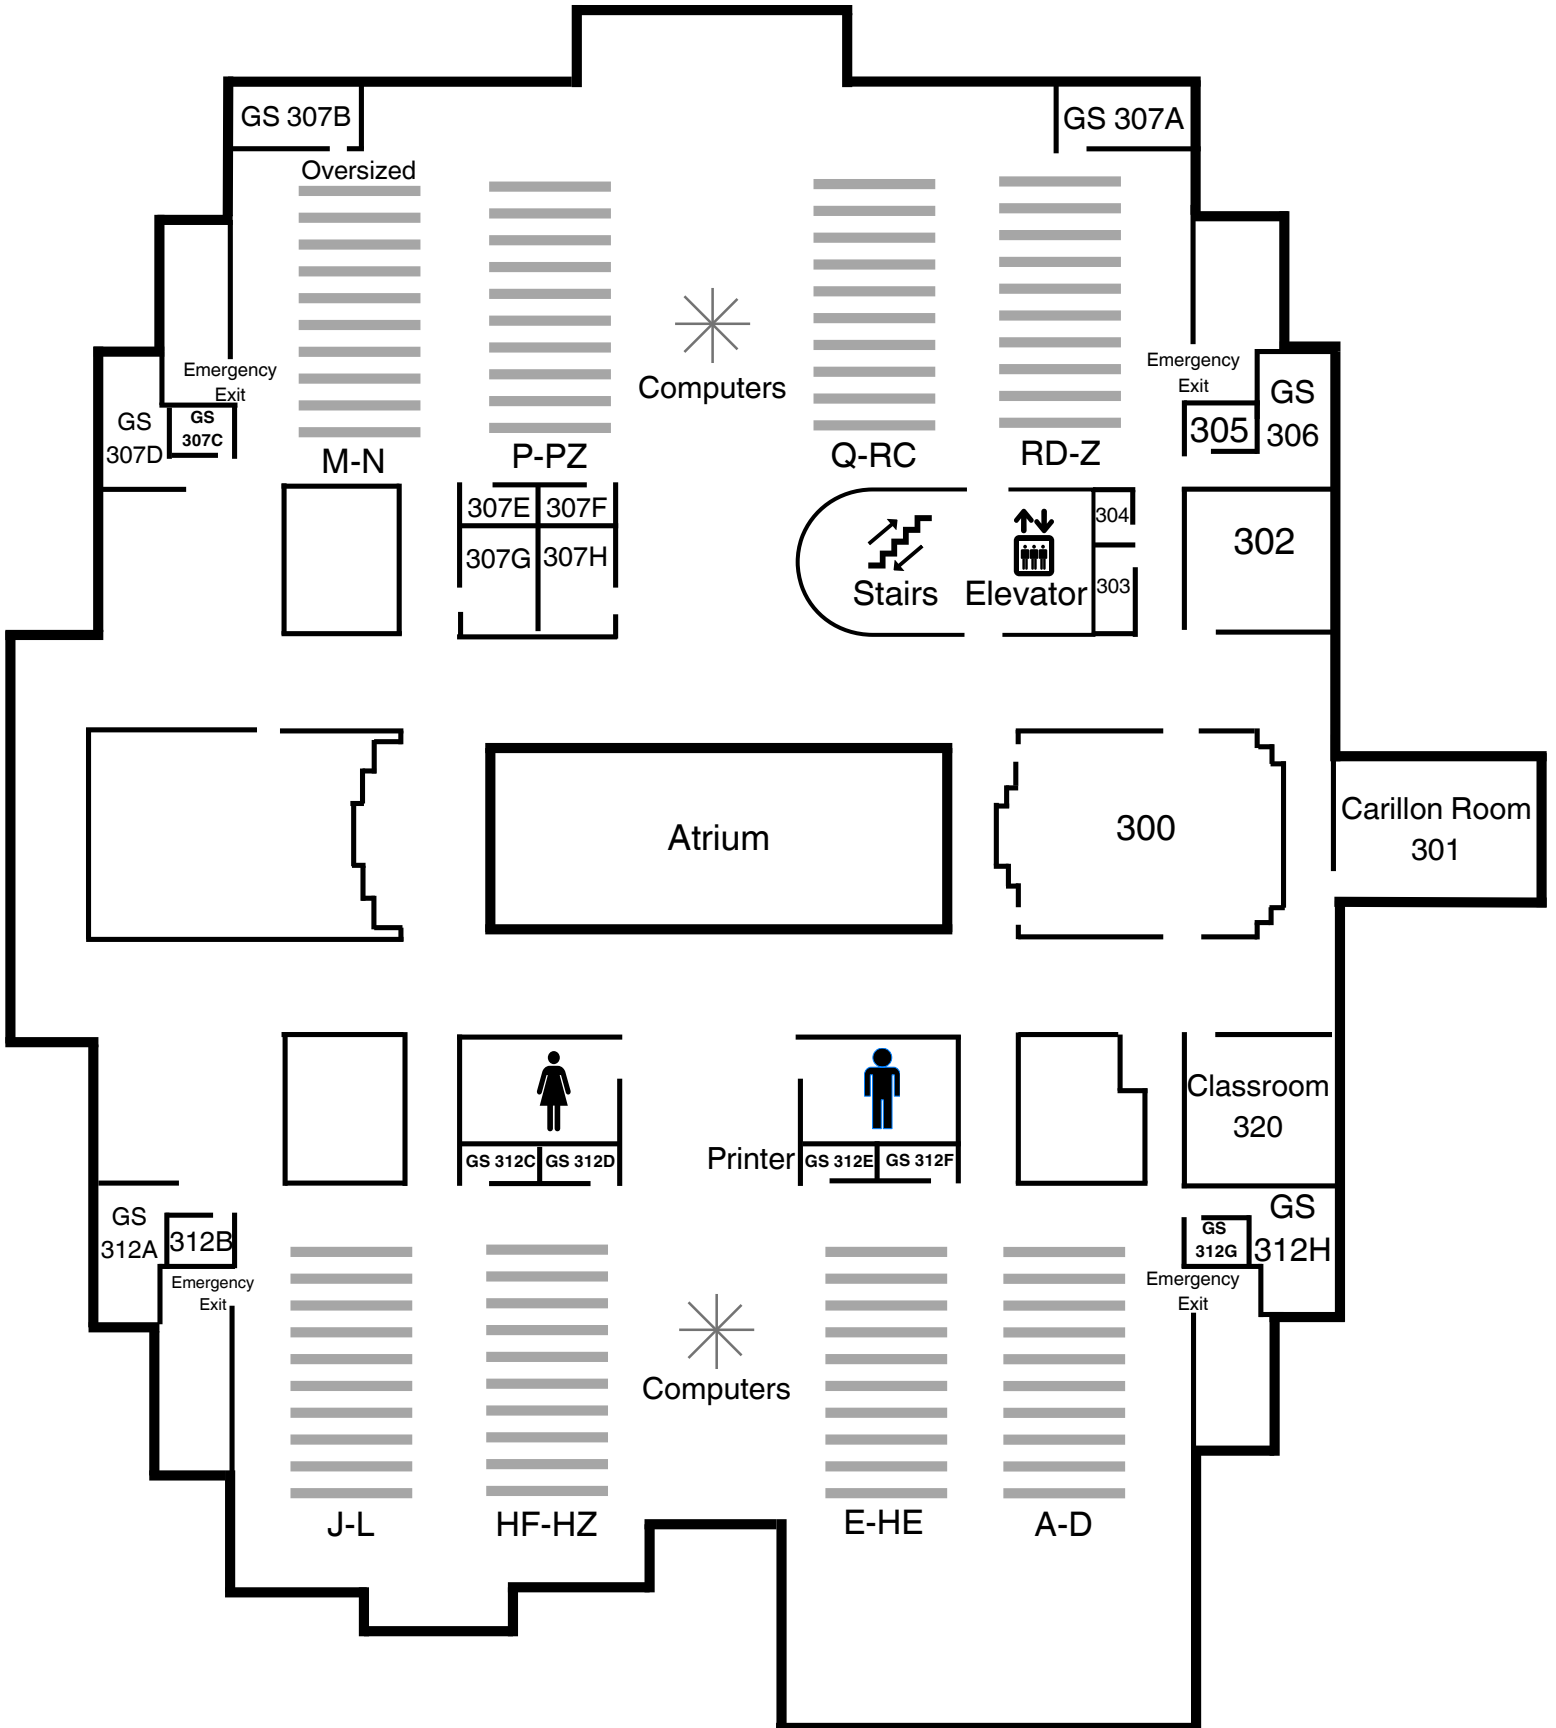 GS 307B
GS 307A
Oversized
Emergency
Exit
GS
307D
GS
307C
Computers
Emergency
Exit
GS
306
305
M-N
P-PZ
Q-RC
RD-Z
307E
307F
307G
307H
Stairs
Elevator
304
303
302
Atrium
300
Carillon Room
301
Classroom
320
Printer
GS 312C
GS 312D
GS 312E
GS 312F
GS
312A
312B
Emergency
Exit
GS
312G
GS
312H
Emergency
Exit
Computers
J-L
HF-HZ
E-HE
A-D